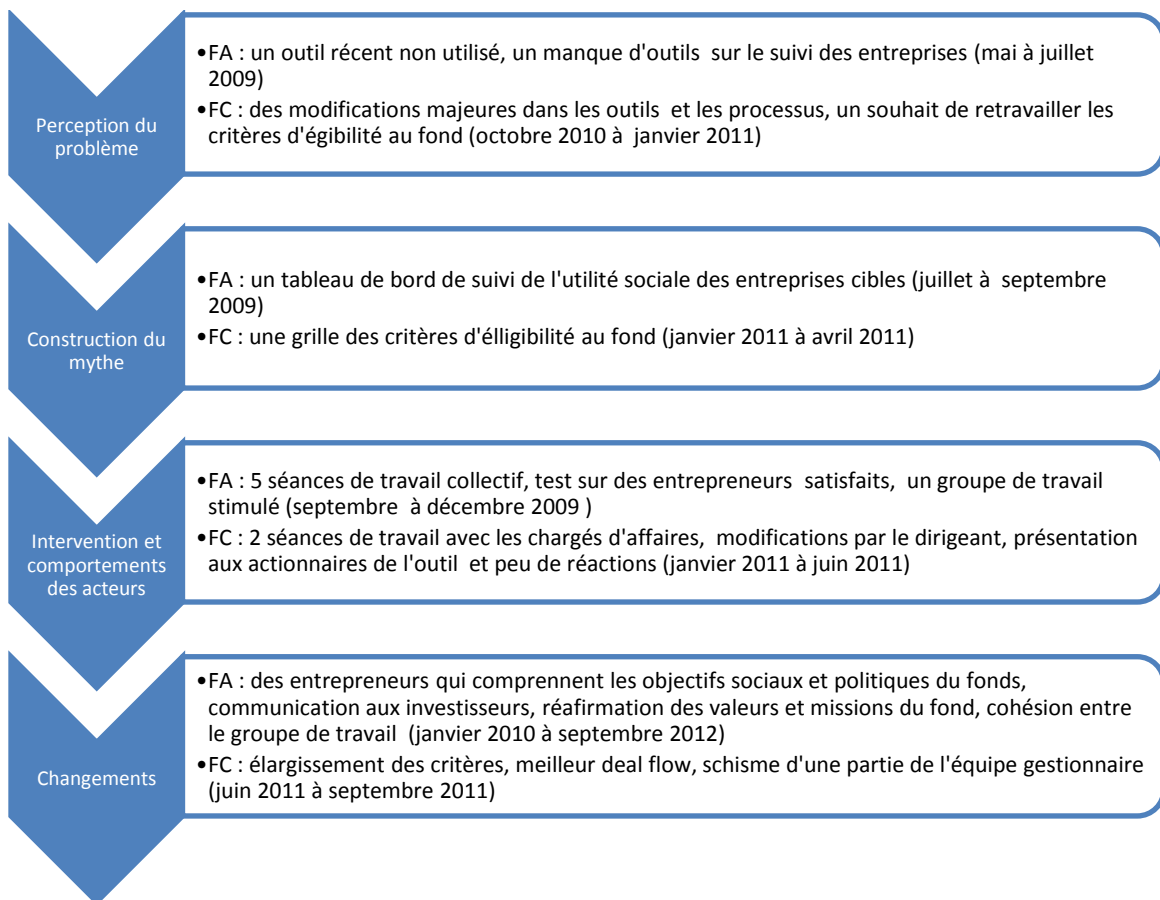 Perception du
problème
•FA : un outil récent non utilisé, un manque d'outils sur le suivi des entreprises (mai à juillet
2009)
•FC : des modifications majeures dans les outils et les processus, un souhait de retravailler les
critères d'égibilité au fond (octobre 2010 à janvier 2011)
Construction du
mythe
•FA : un tableau de bord de suivi de l'utilité sociale des entreprises cibles (juillet à septembre
2009)
•FC : une grille des critères d'élligibilité au fond (janvier 2011 à avril 2011)
Intervention et
comportements
des acteurs
•FA : 5 séances de travail collectif, test sur des entrepreneurs satisfaits, un groupe de travail
stimulé (septembre à décembre 2009 )
•FC : 2 séances de travail avec les chargés d'affaires, modifications par le dirigeant, présentation
aux actionnaires de l'outil et peu de réactions (janvier 2011 à juin 2011)
Changements
•FA : des entrepreneurs qui comprennent les objectifs sociaux et politiques du fonds,
communication aux investisseurs, réafirmation des valeurs et missions du fond, cohésion entre
le groupe de travail (janvier 2010 à septembre 2012)
•FC : élargissement des critères, meilleur deal flow, schisme d'une partie de l'équipe gestionnaire
(juin 2011 à septembre 2011)